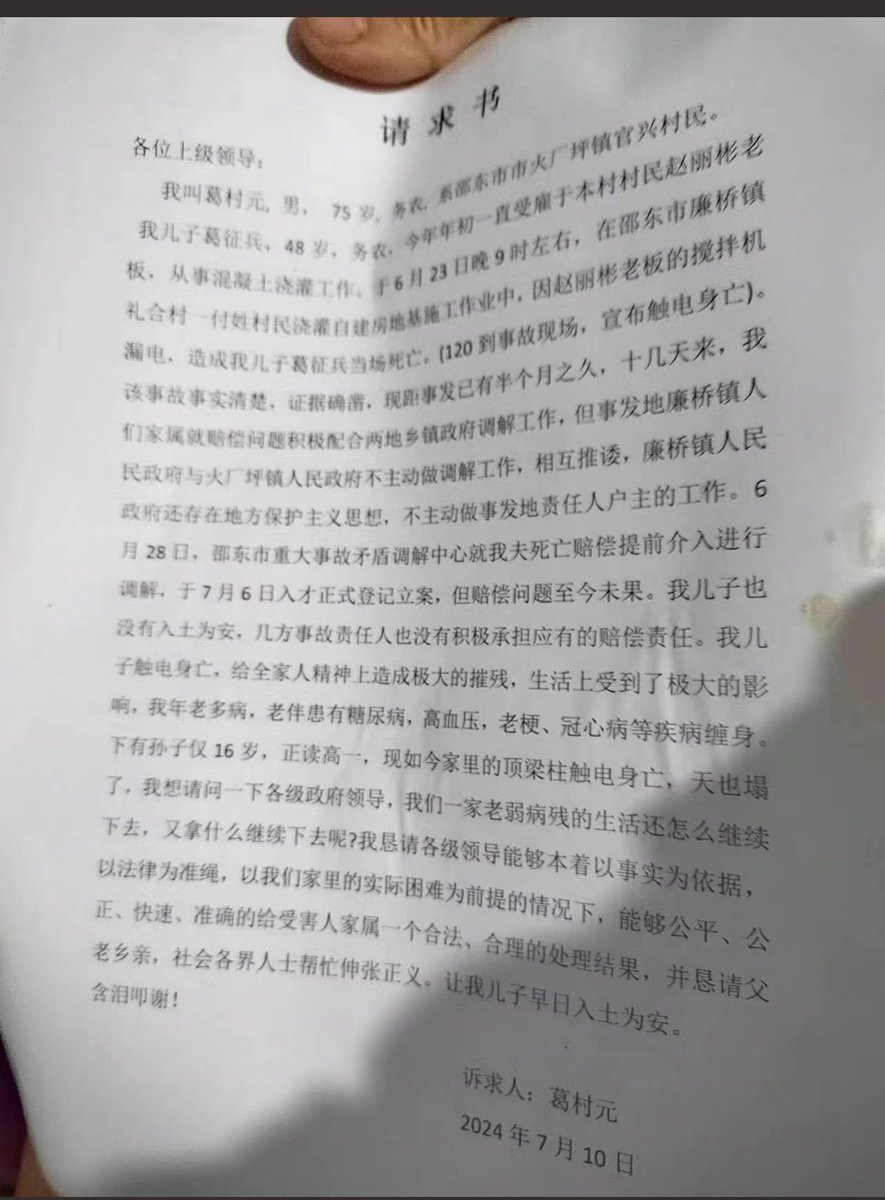 请求书
各位上级领导；
我叫葛村元，男， 75岁，务农，系邵东市市火厂坪镇官兴村民。
我儿子葛征兵，48岁，务农，今年年初一直受雇于本村村民赵丽彬老
板，从事混凝土浇灌工作。于6月23日晚9时左右，在邵东市廉桥镇
礼合村一付姓村民浇灌自建房地基施工作业中，因赵丽彬老板的搅拌机
漏电，造成我儿子葛征兵当场死亡。(120到事故现场，宣布触电身亡)。
该事故事实清楚，证据确凿，现距事发已有半个月之久，十几天来，我
们家属就赔偿问题积极配合两地乡镇政府调解工作，但事发地廉桥镇人
民政府与火厂坪镇人民政府不主动做调解工作，相互推诿，廉桥镇人民
政府还存在地方保护主义思想，不主动做事发地责任人户主的工作。6
月28日，邵东市重大事故矛盾调解中心就我夫死亡赔偿提前介入进行
调解，于7月6日入才正式登记立案，但赔偿问题至今未果。我儿子也
没有入土为安，几方事故责任人也没有积极承担应有的赔偿责任。我儿
子触电身亡，给全家人精神上造成极大的摧残，生活上受到了极大的影
响，我年老多病，老伴患有糖尿病，高血压，老梗、冠心病等疾病缠身。
下有孙子仅16岁，正读高一，现如今家里的顶梁柱触电身亡，天也塌
了，我想请问一下各级政府领导，我们一家老弱病残的生活还怎么继续
下去，又拿什么继续下去呢?我恳请各级领导能够本着以事实为依据，
以法律为准绳，以我们家里的实际困难为前提的情况下，能够公平、公
正、快速、准确的给受害人家属一个合法、合理的处理结果，并恳请父
老乡亲，社会各界人士帮忙伸张正义。让我儿子早日入土为安。
含泪叩谢！
诉求人：葛村元
2024年7月10日